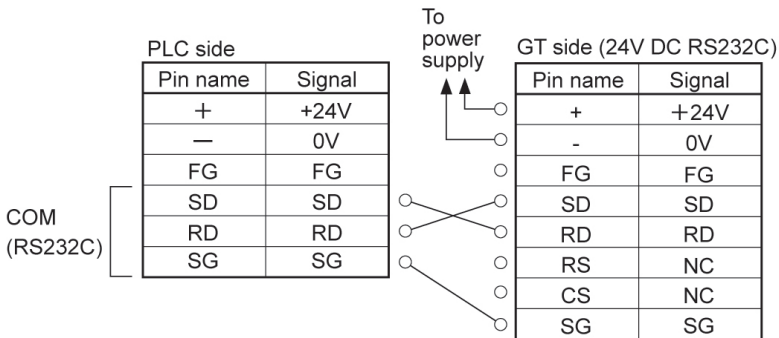 To
power
supply
PLC side
Pin name Signal
+ +24V
— 0V
FG FG
SD SD
RD RD
SG SG
COM
(RS232C)
GT side (24V DC RS232C)
Pin name Signal
+ +24V
- 0V
FG FG
SD SD
RD RD
RS NC
CS NC
SG SG